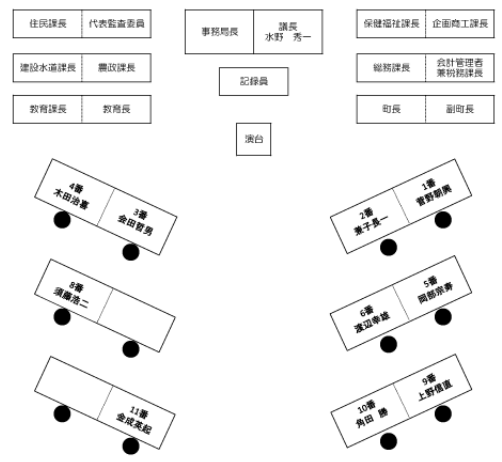 住民課長 代表監査委員
事務局長
議長
水野 秀一
保健福祉課長 企画商工課長
建設水道課長 農政課長
記録員
総務課長
会計管理者
兼税務課長
教育課長 教育長
町長 副町長
演台
4番
木田治喜
3番
会田哲男
2番
兼子長一
1番
菅野朝興
8番
須藤浩二
6番
渡辺幸雄
5番
岡部宗寿
11番
金成英起
10番
角田 勝
9番
上野信直